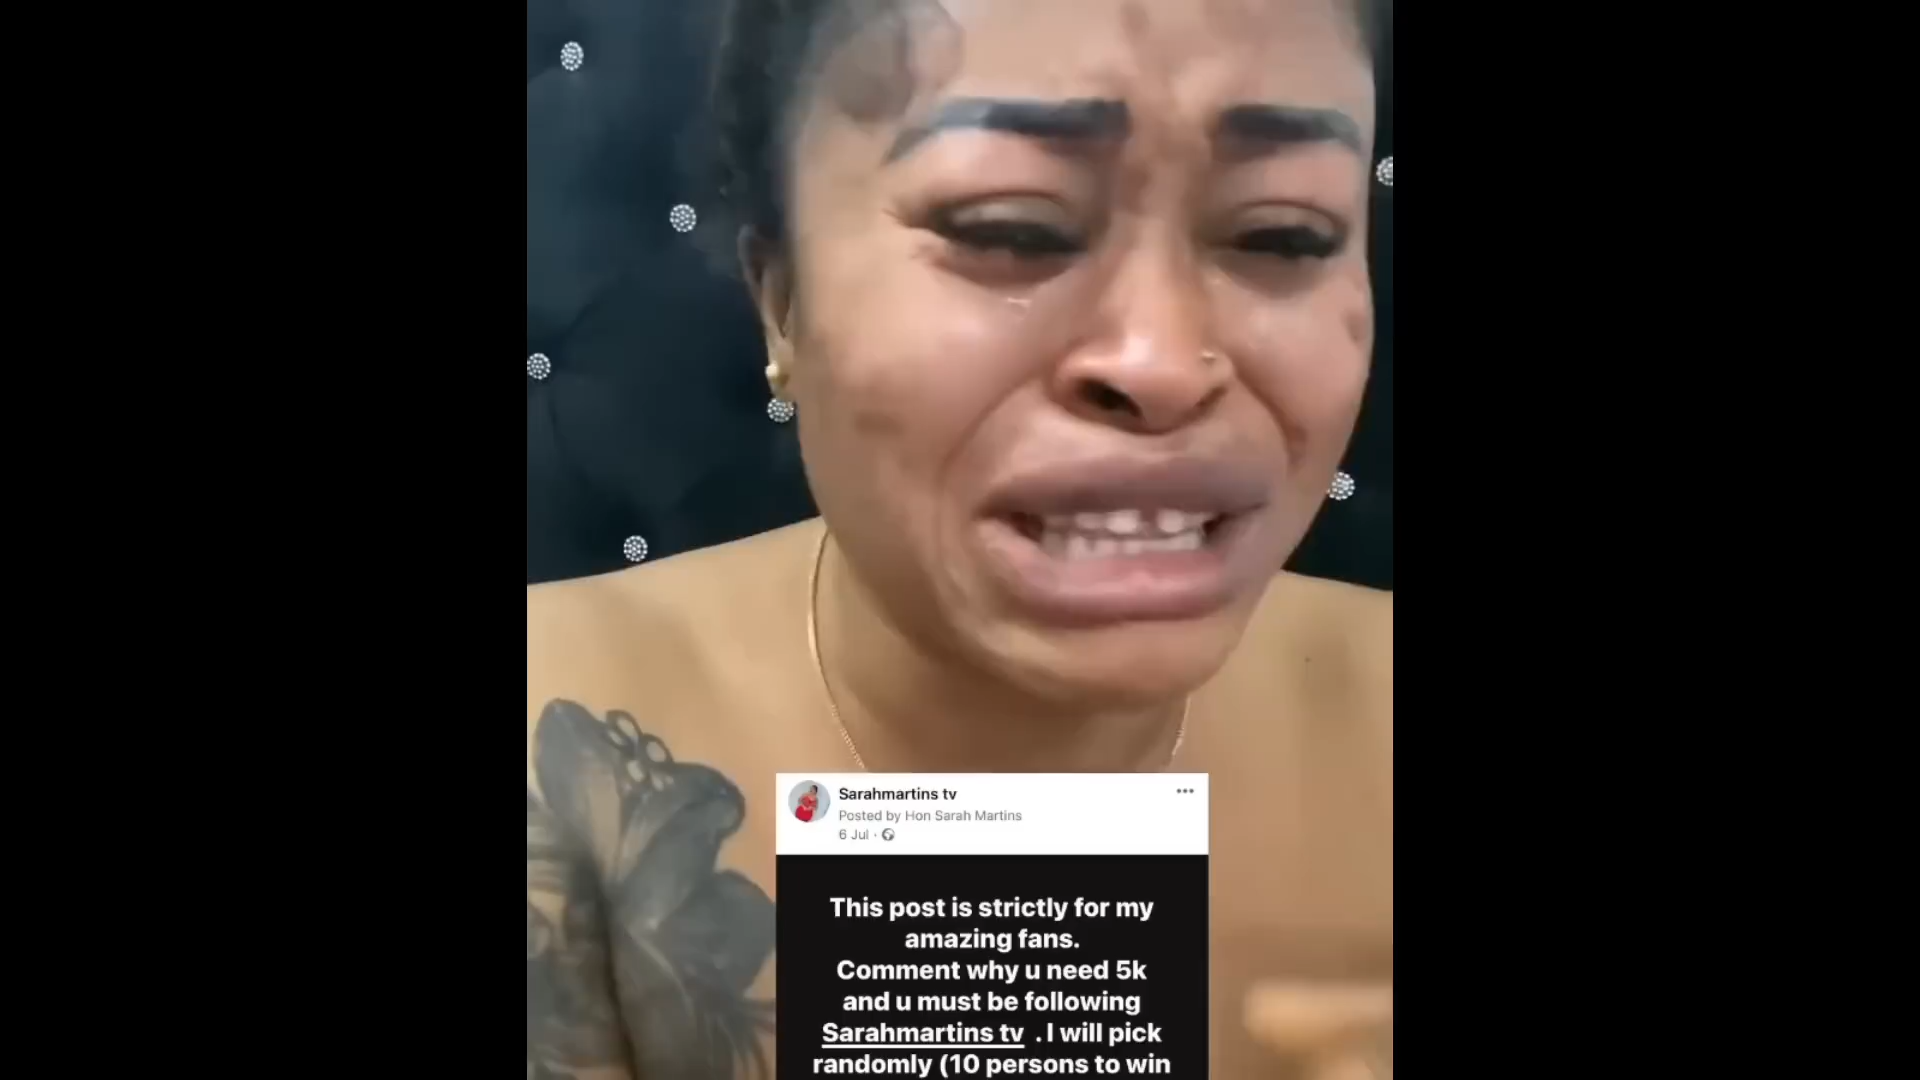 Sarahmartins tv
Posted by Hon Sarah Martins
6 Jul ·
This post is strictly for my
amazing fans.
Comment why u need 5k
and u must be following
Sarahmartins tv . I will pick
randomly (10 persons to win